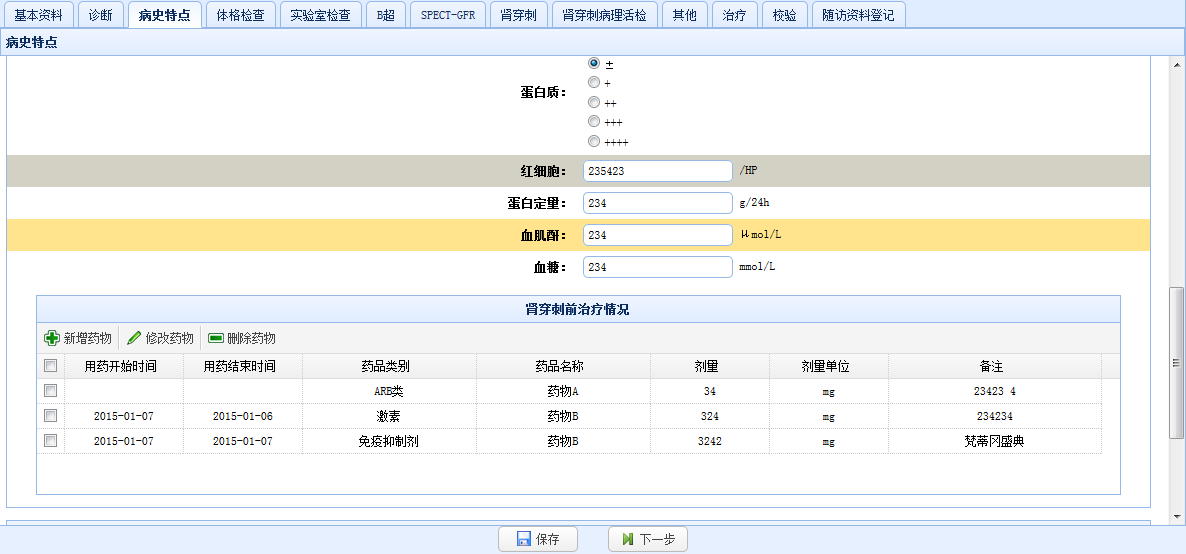 基本资料 诊断 病史特点 体格检查 实验室检查 B超 SPECT-GFR 肾穿刺 肾穿刺病理活检 其他 治疗 校验 随访资料登记
病史特点
±
蛋白质： +
++
+++
++++
红细胞： 235423 /HP
蛋白定量： 234 g/24h
血肌酐： 234 μmol/L
血糖： 234 mmol/L
肾穿刺前治疗情况
新增药物 修改药物 删除药物
用药开始时间 用药结束时间 药品类别 药品名称 剂量 剂量单位 备注
ARB类 药物A 34 mg 23423 4
2015-01-07 2015-01-06 激素 药物B 324 mg 234234
2015-01-07 2015-01-07 免疫抑制剂 药物B 3242 mg 梵蒂冈盛典
保存 下一步